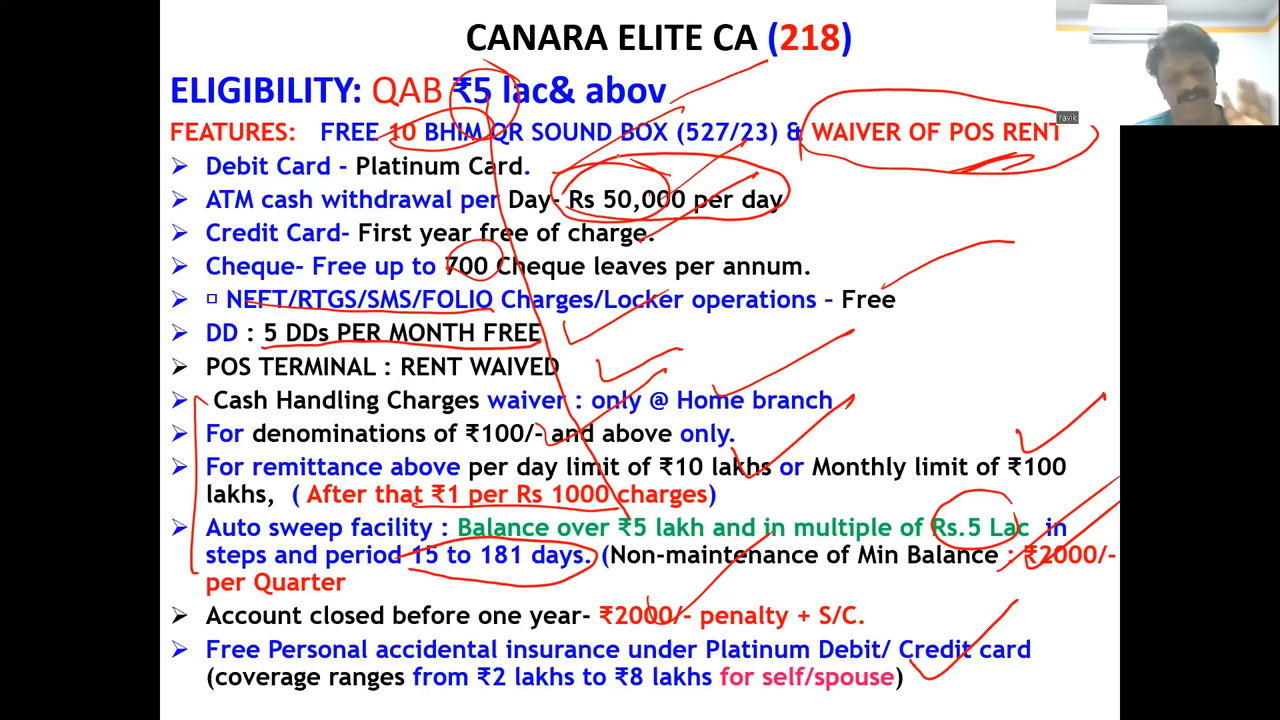 CANARA ELITE CA (218)
ELIGIBILITY: QAB ₹5 lac& abov
FEATURES: FREE 10 BHIM QR SOUND BOX (527/23) & WAIVER OF POS RENT
ravik
➤ Debit Card - Platinum Card.
➤ ATM cash withdrawal per Day- Rs 50,000 per day
➤ Credit Card- First year free of charge.
➤ Cheque- Free up to 700 Cheque leaves per annum.
➤ □ NEFT/RTGS/SMS/FOLIO Charges/Locker operations – Free
➤ DD : 5 DDs PER MONTH FREE
➤ POS TERMINAL : RENT WAIVED
➤ Cash Handling Charges waiver : only @ Home branch
➤ For denominations of ₹100/- and above only.
➤ For remittance above per day limit of ₹10 lakhs or Monthly limit of ₹100
lakhs, ( After that ₹1 per Rs 1000 charges)
➤ Auto sweep facility : Balance over ₹5 lakh and in multiple of Rs.5 Lac in
steps and period 15 to 181 days. (Non-maintenance of Min Balance : ₹2000/-
per Quarter
➤ Account closed before one year- ₹2000/- penalty + S/C.
➤ Free Personal accidental insurance under Platinum Debit/ Credit card
(coverage ranges from ₹2 lakhs to ₹8 lakhs for self/spouse)